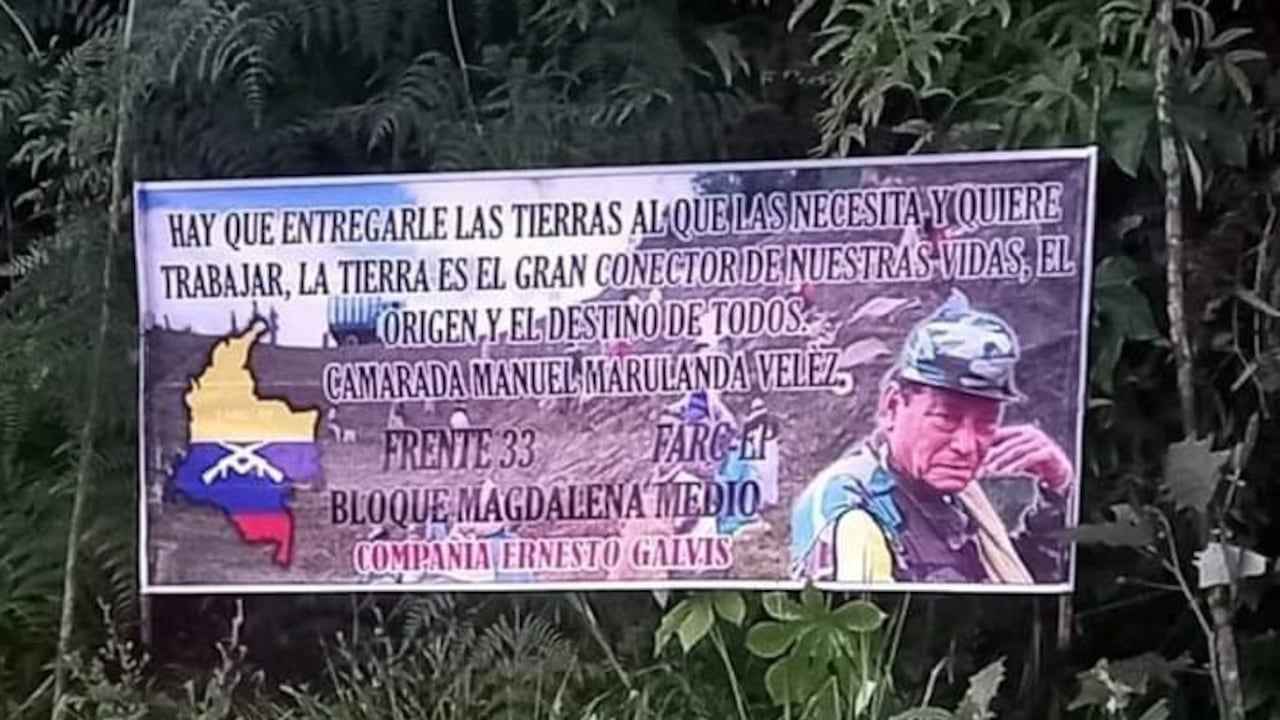 HAY QUE ENTREGARLE LAS TIERRAS AL QUE LAS NECESITA Y QUIERE
TRABAJAR, LA TIERRA ES EL GRAN CONECTOR DE NUESTRAS VIDAS, EL
ORIGEN Y EL DESTINO DE TODOS.
CAMARADA MANUEL MARULANDA VELÉZ.
FRENTE 33 FARC-EP
BLOQUE MAGDALENA MEDIO
COMPAÑIA ERNESTO GALVIS